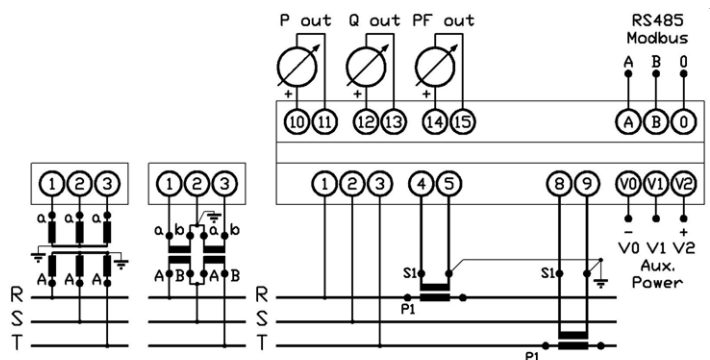 P out Q out PF out
RS485
Modbus
A B 0
+ + +
10 11 12 13 14 15 A B 0
1 2 3 1 2 3 1 2 3 4 5 8 9 V0 V1 V2
a a a a b a b
- +
V0 V1 V2
Aux.
Power
S1 S1
A A A A B A B
R R
P1
S S
T T
P1